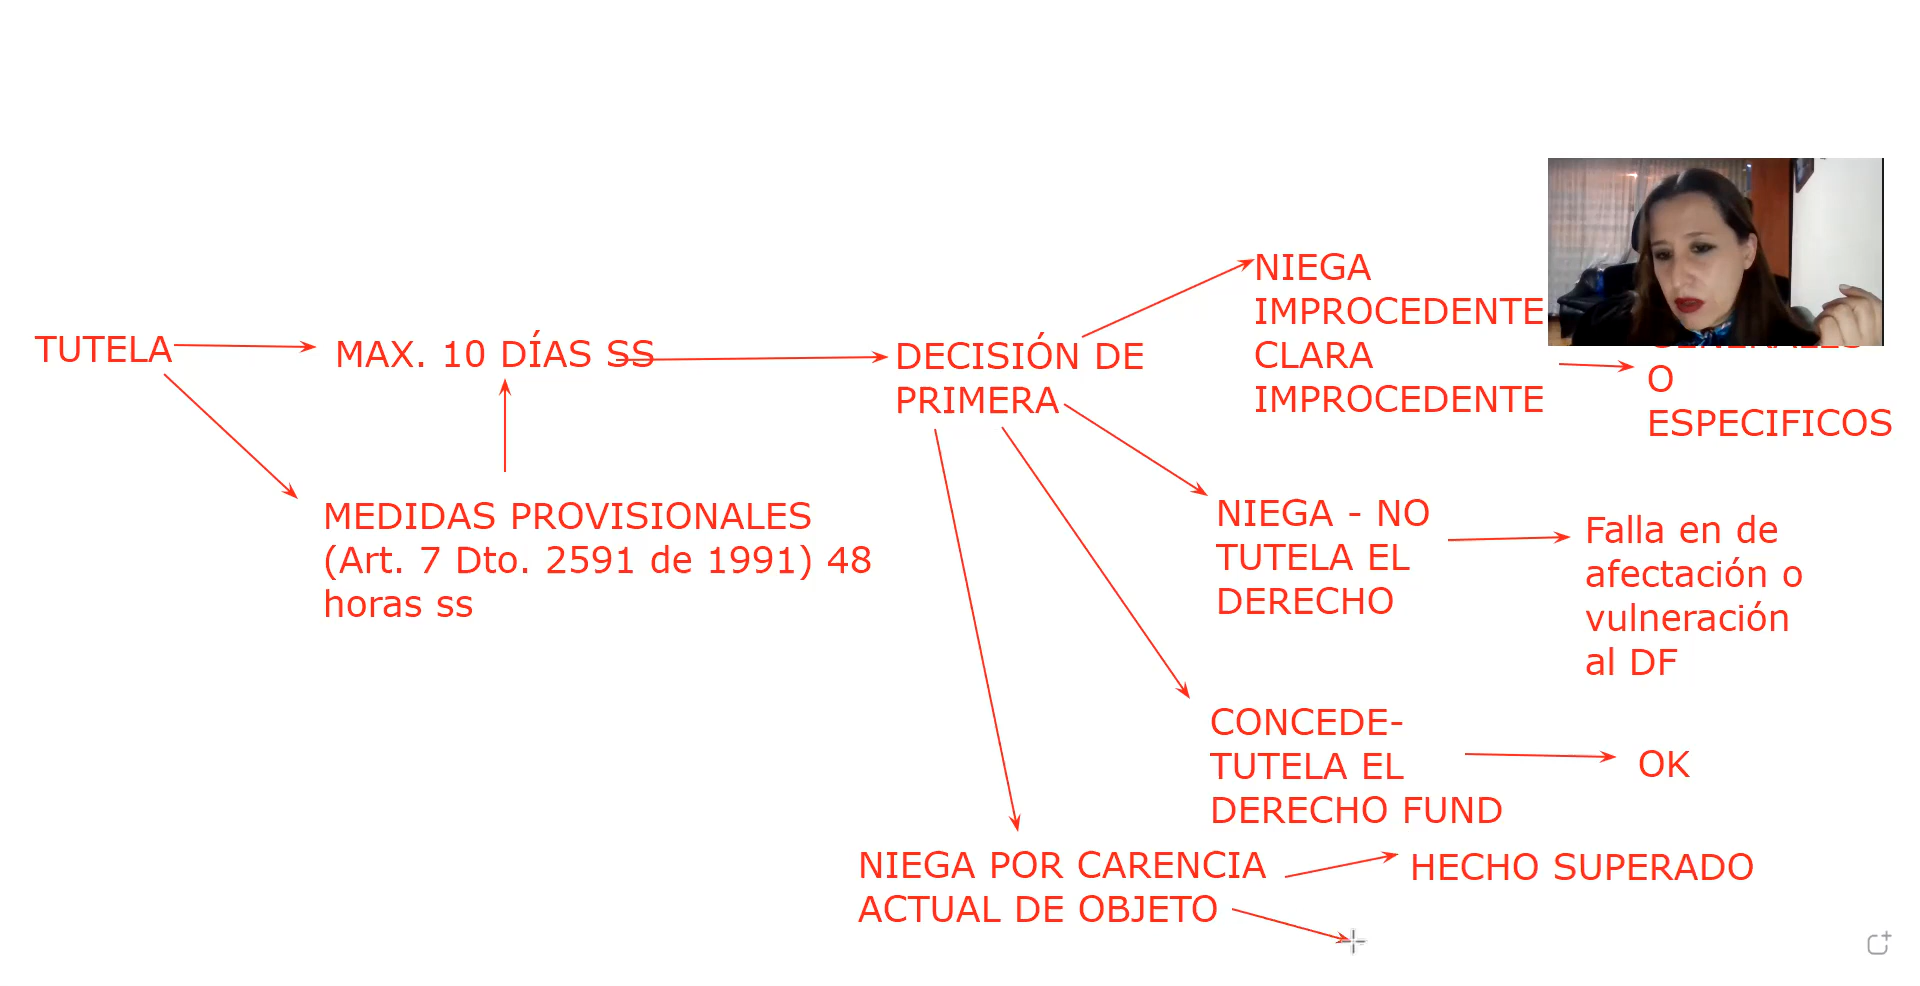 TUTELA
MAX. 10 DÍAS SS
MEDIDAS PROVISIONALES
(Art. 7 Dto. 2591 de 1991) 48
horas ss
DECISIÓN DE
PRIMERA
NIEGA
IMPROCEDENTE
CLARA
IMPROCEDENTE
O
ESPECIFICOS
NIEGA - NO
TUTELA EL
DERECHO
Falla en de
afectación o
vulneración
al DF
CONCEDE-
TUTELA EL
DERECHO FUND
OK
NIEGA POR CARENCIA
ACTUAL DE OBJETO
HECHO SUPERADO